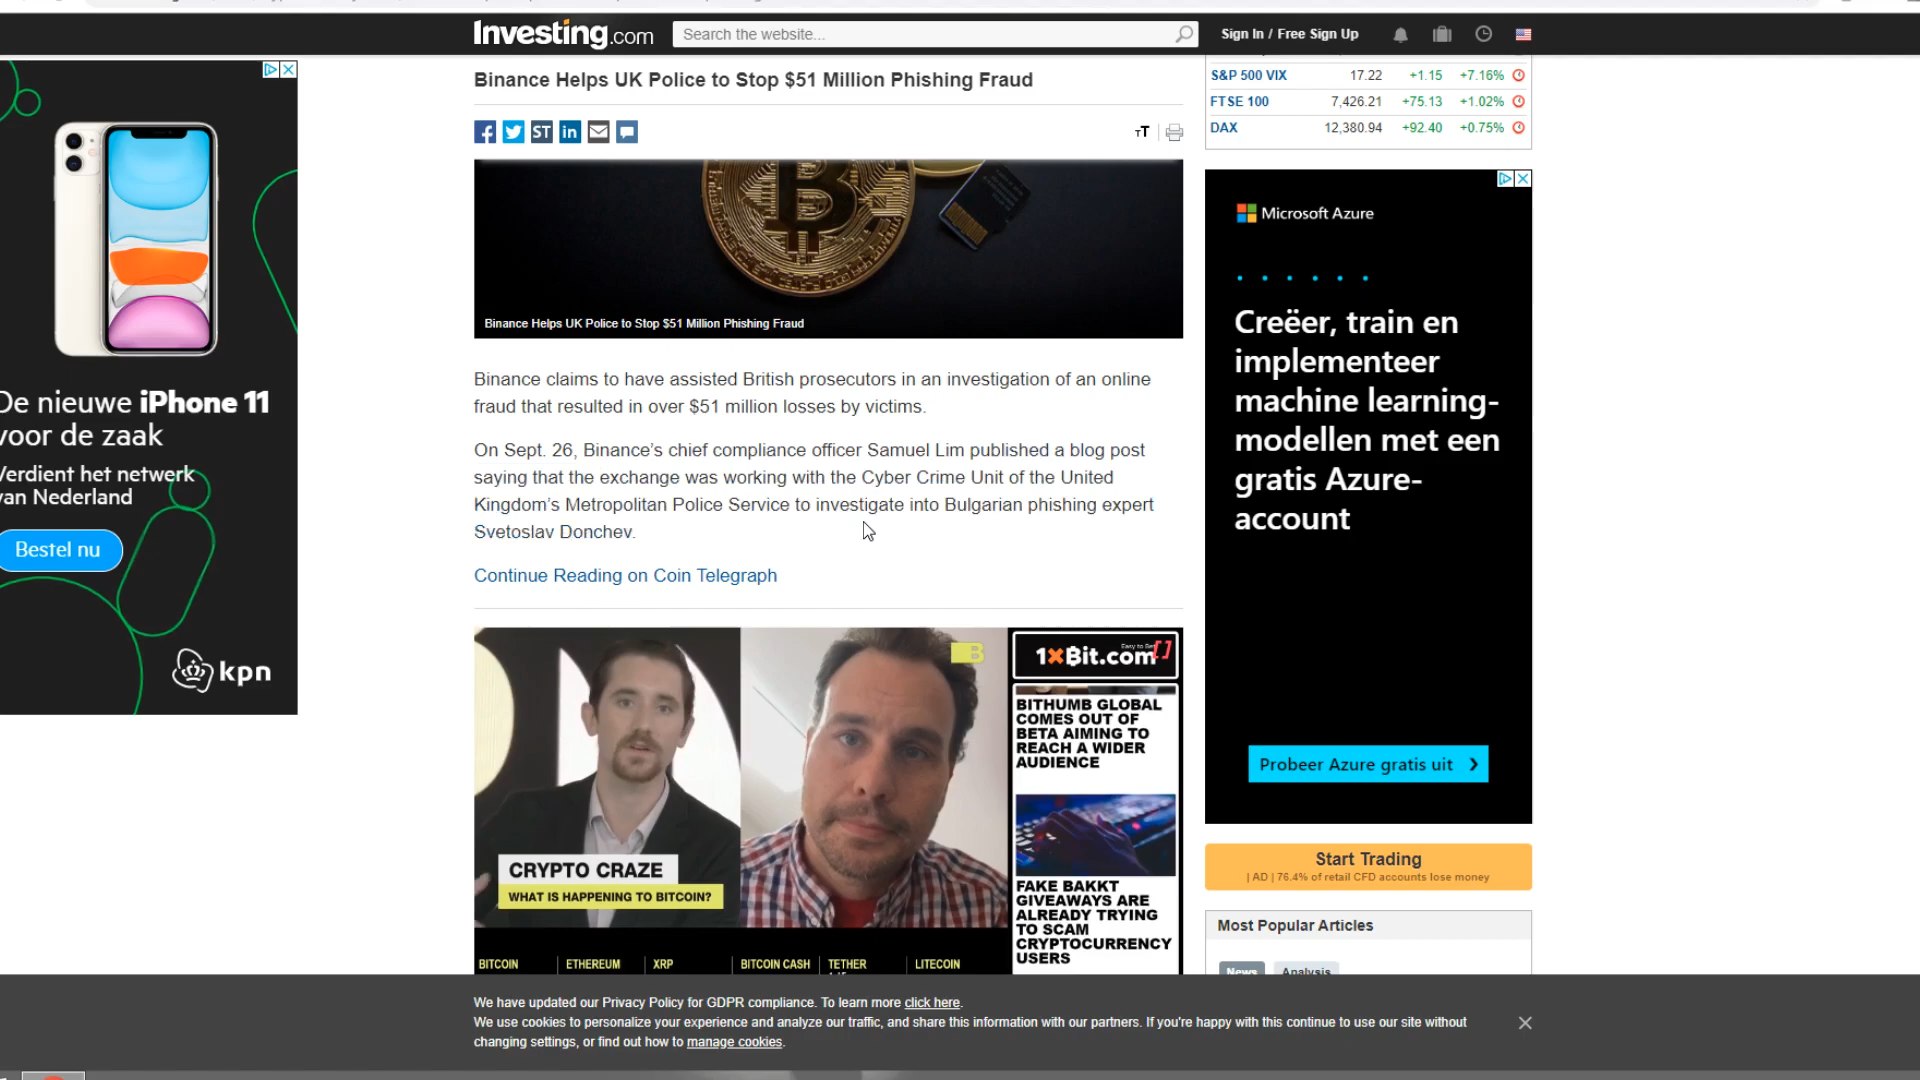 Investing.com
Search the website...
Sign In / Free Sign Up
Binance Helps UK Police to Stop $51 Million Phishing Fraud
S&P 500 VIX 17.22 +1.15 +7.16%
FTSE 100 7,426.21 +75.13 +1.02%
DAX 12,380.94 +92.40 +0.75%
ST in
TT
Binance Helps UK Police to Stop $51 Million Phishing Fraud
Binance claims to have assisted British prosecutors in an investigation of an online
fraud that resulted in over $51 million losses by victims.
On Sept. 26, Binance’s chief compliance officer Samuel Lim published a blog post
saying that the exchange was working with the Cyber Crime Unit of the United
Kingdom’s Metropolitan Police Service to investigate into Bulgarian phishing expert
Svetoslav Donchev.
Continue Reading on Coin Telegraph
De nieuwe iPhone 11
voor de zaak
Verdient het netwerk
van Nederland
Bestel nu
kpn
Microsoft Azure
Creëer, train en
implementeer
machine learning-
modellen met een
gratis Azure-
account
Probeer Azure gratis uit
CRYPTO CRAZE
WHAT IS HAPPENING TO BITCOIN?
BITCOIN
ETHEREUM
XRP
BITCOIN CASH
TETHER
LITECOIN
1XBit.com
BITHUMB GLOBAL
COMES OUT OF
BETA AIMING TO
REACH A WIDER
AUDIENCE
FAKE BAKKT
GIVEAWAYS ARE
ALREADY TRYING
TO SCAM
CRYPTOCURRENCY
USERS
Start Trading
| AD | 76.4% of retail CFD accounts lose money
Most Popular Articles
News
Analysis
We have updated our Privacy Policy for GDPR compliance. To learn more click here.
We use cookies to personalize your experience and analyze our traffic, and share this information with our partners. If you're happy with this continue to use our site without
changing settings, or find out how to manage cookies.